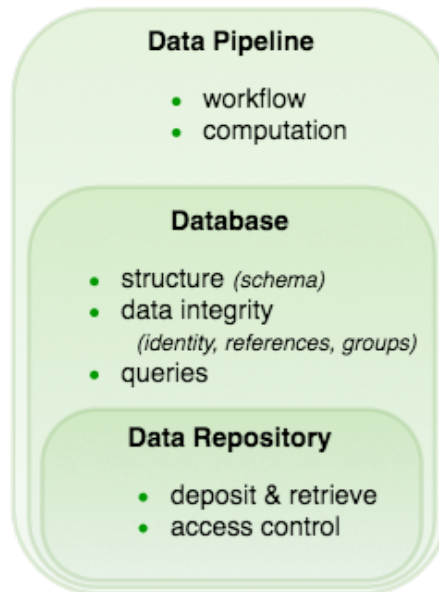 Data Pipeline
• workflow
• computation
Database
• structure (schema)
• data integrity
(identity, references, groups)
• queries
Data Repository
• deposit & retrieve
• access control